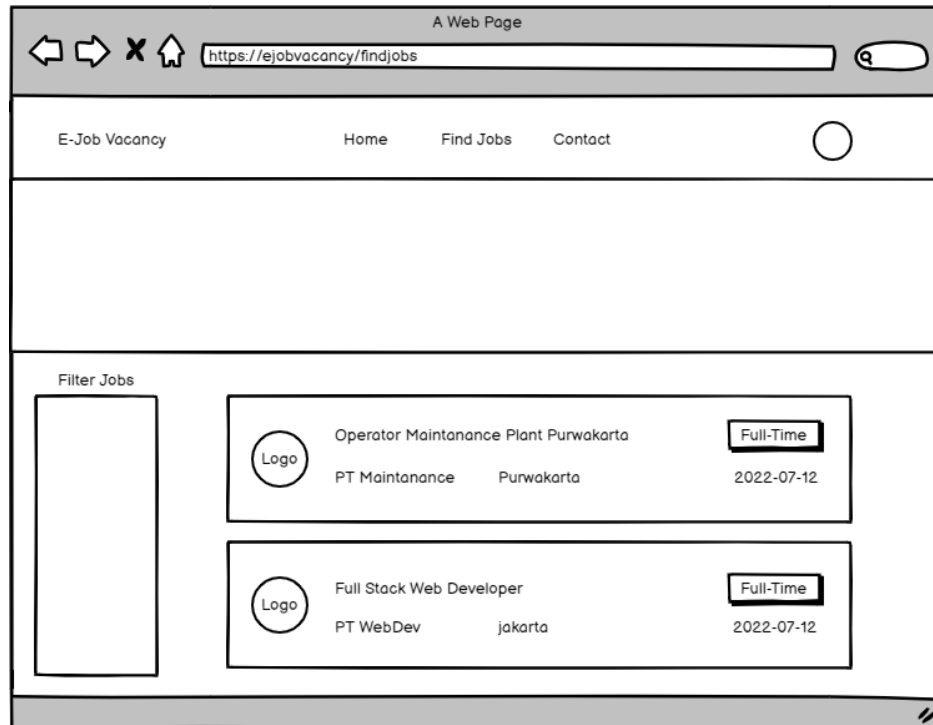 A Web Page
https://ejobvacancy/findjobs
E-Job Vacancy Home Find Jobs Contact
Filter Jobs
Logo
Operator Maintanance Plant Purwakarta
Full-Time
PT Maintanance Purwakarta
2022-07-12
Logo
Full Stack Web Developer
Full-Time
PT WebDev jakarta
2022-07-12